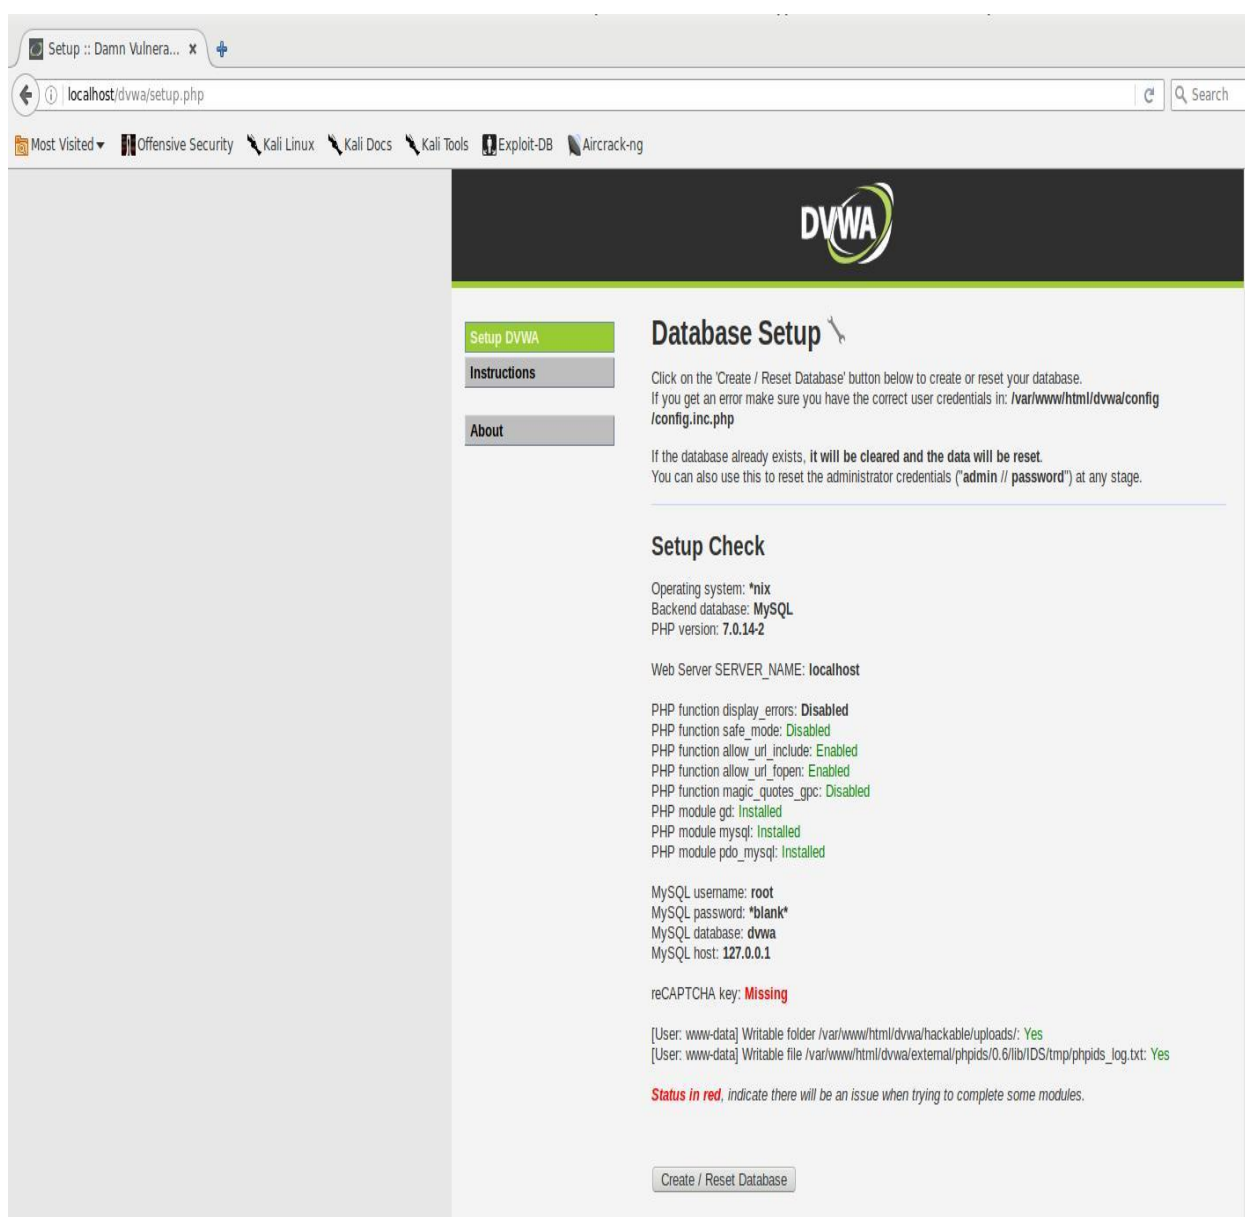 Setup :: Damn Vulnera...
localhost/dvwa/setup.php
Search
Most Visited
Offensive Security
Kali Linux
Kali Docs
Kali Tools
Exploit-DB
Aircrack-ng
DVWA
Setup DVWA
Instructions
About
Database Setup
Click on the 'Create / Reset Database' button below to create or reset your database.
If you get an error make sure you have the correct user credentials in: /var/www/html/dvwa/config
/config.inc.php
If the database already exists, it will be cleared and the data will be reset.
You can also use this to reset the administrator credentials ("admin // password") at any stage.
Setup Check
Operating system: *nix
Backend database: MySQL
PHP version: 7.0.14-2
Web Server SERVER_NAME: localhost
PHP function display_errors: Disabled
PHP function safe_mode: Disabled
PHP function allow_url_include: Enabled
PHP function allow_url_fopen: Enabled
PHP function magic_quotes_gpc: Disabled
PHP module gd: Installed
PHP module mysql: Installed
PHP module pdo_mysql: Installed
MySQL username: root
MySQL password: *blank*
MySQL database: dvwa
MySQL host: 127.0.0.1
reCAPTCHA key: Missing
[User: www-data] Writable folder /var/www/html/dvwa/hackable/uploads/: Yes
[User: www-data] Writable file /var/www/html/dvwa/external/phpids/0.6/lib/IDS/tmp/phpids_log.txt: Yes
Status in red, indicate there will be an issue when trying to complete some modules.
Create / Reset Database